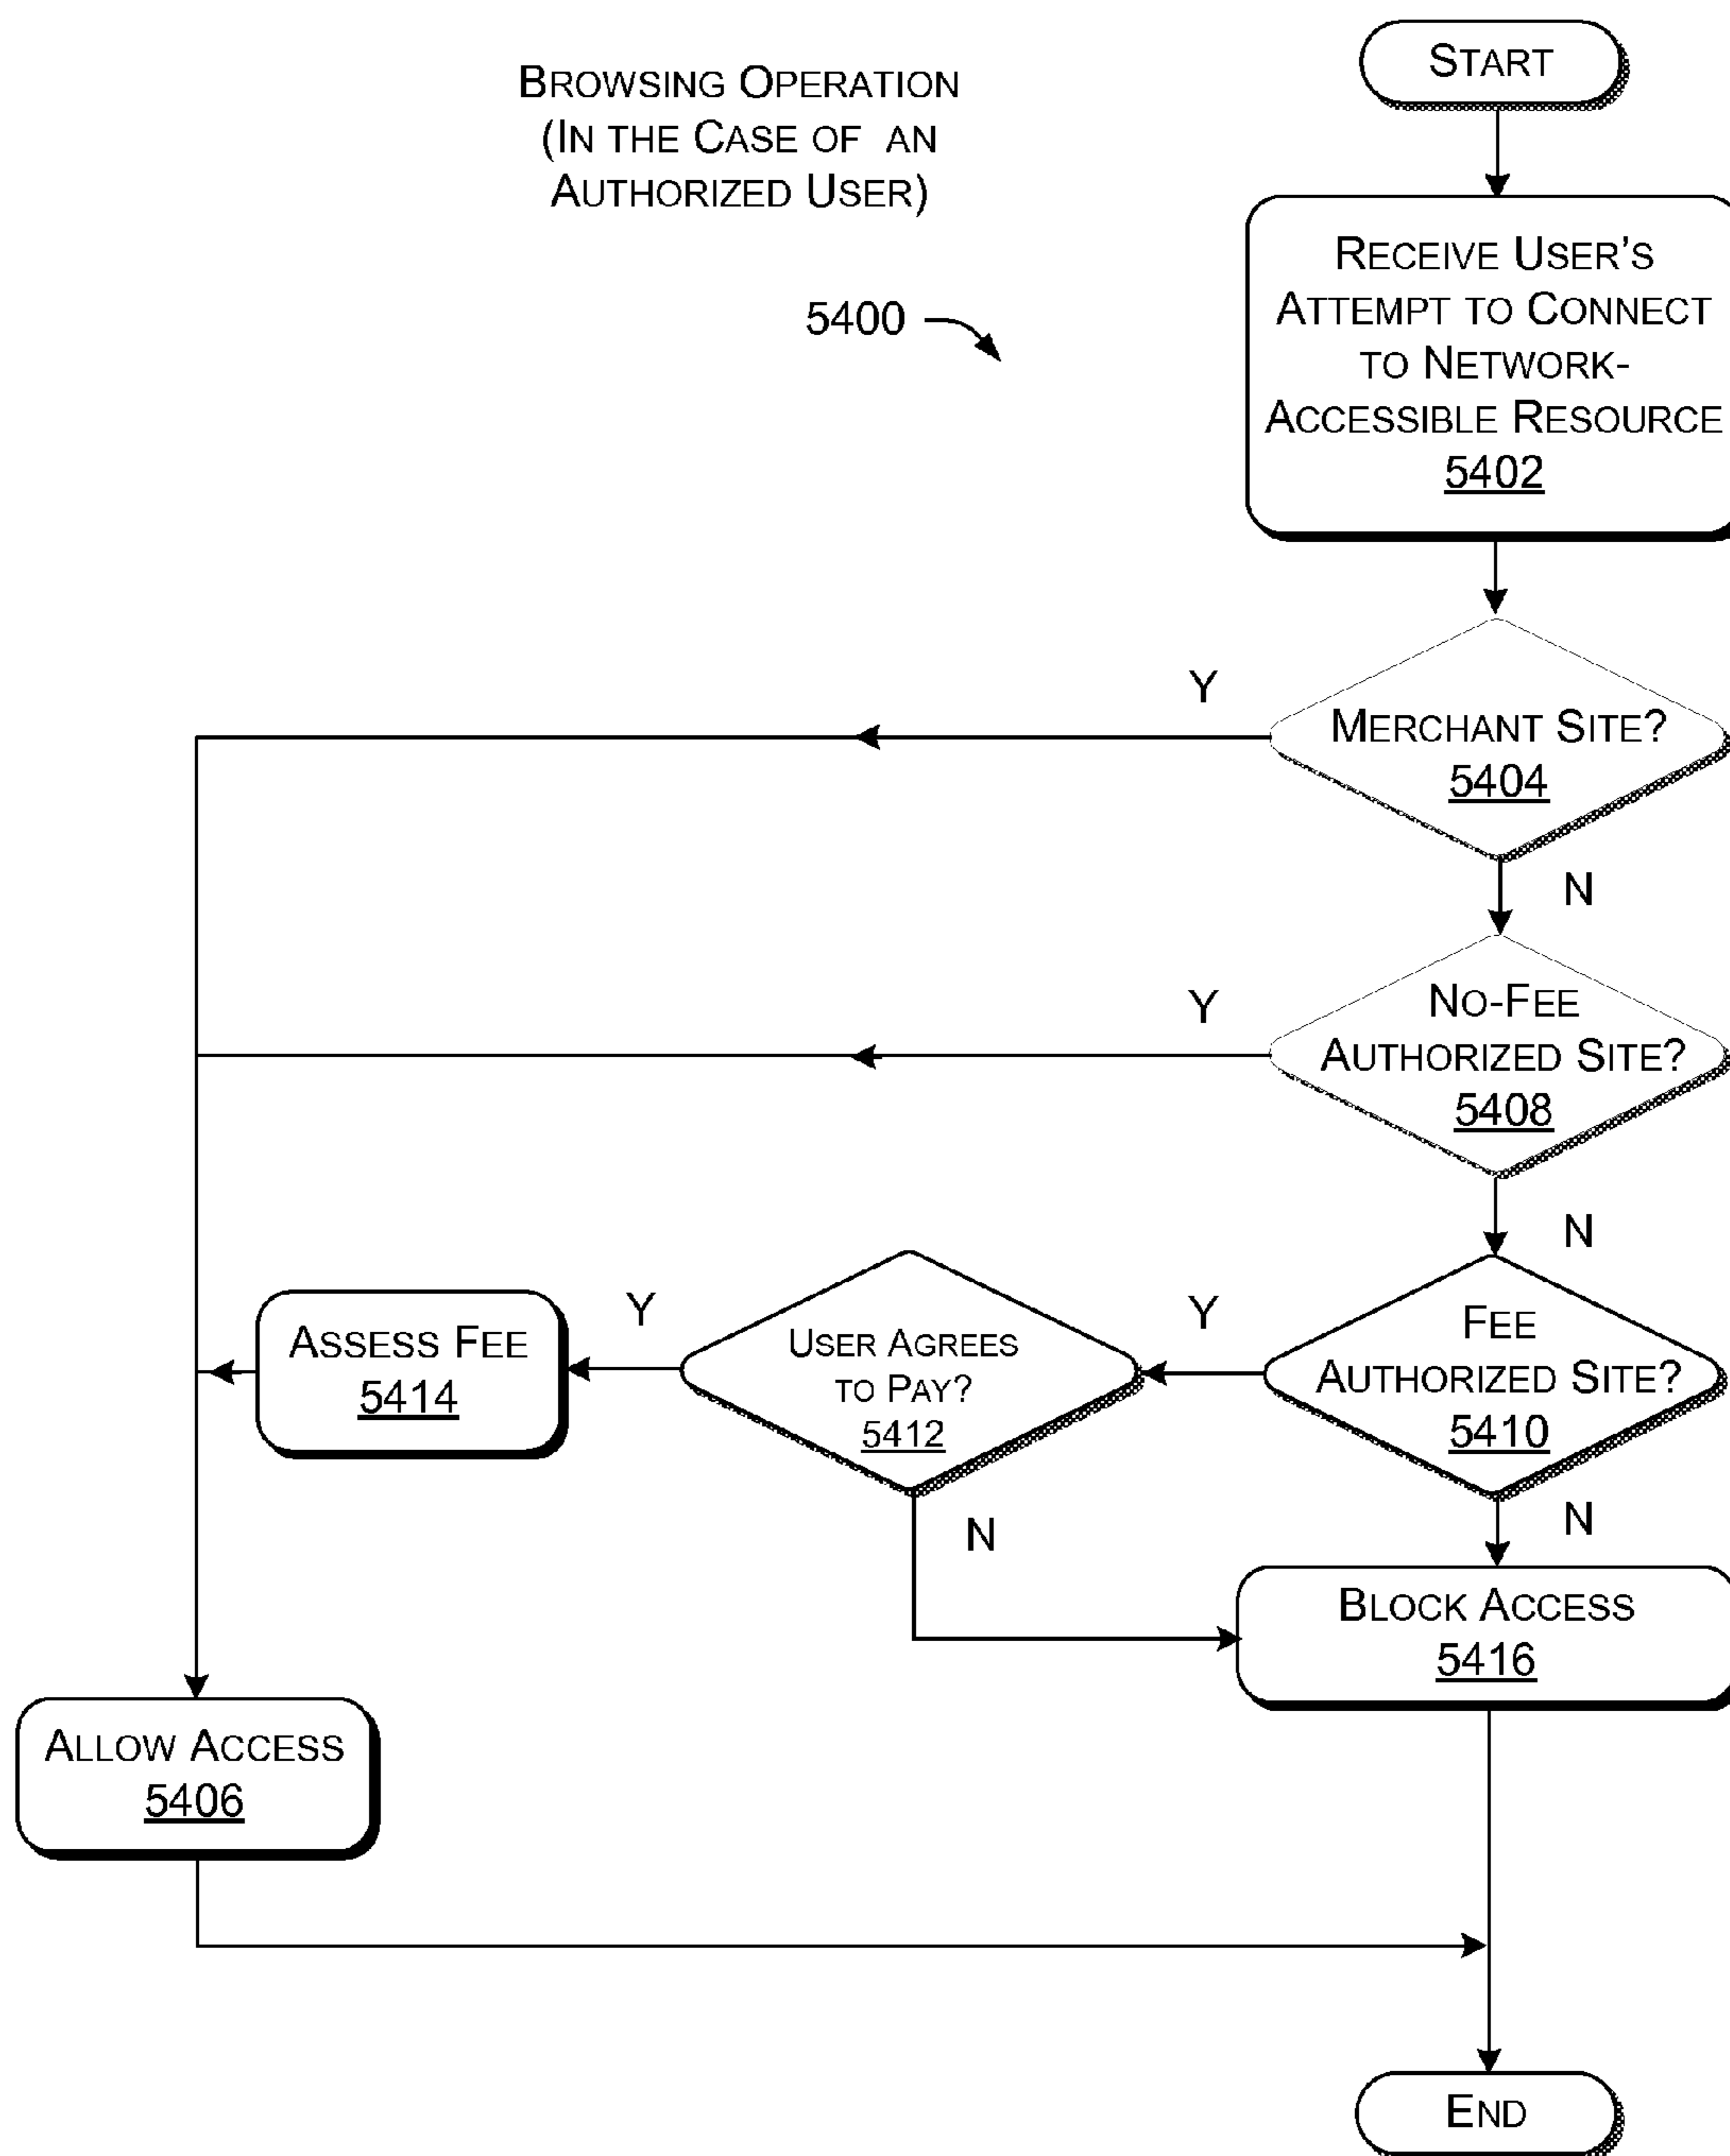 START
BROWSING OPERATION
(IN THE CASE OF AN
AUTHORIZED USER)
5400
RECEIVE USER'S
ATTEMPT TO CONNECT
TO NETWORK-
ACCESSIBLE RESOURCE
5402
Y
MERCHANT SITE?
5404
N
Y
NO-FEE
AUTHORIZED SITE?
5408
N
Y
FEE
AUTHORIZED SITE?
5410
Y
USER AGREES
TO PAY?
5412
ASSESS FEE
5414
N
N
BLOCK ACCESS
5416
ALLOW ACCESS
5406
END